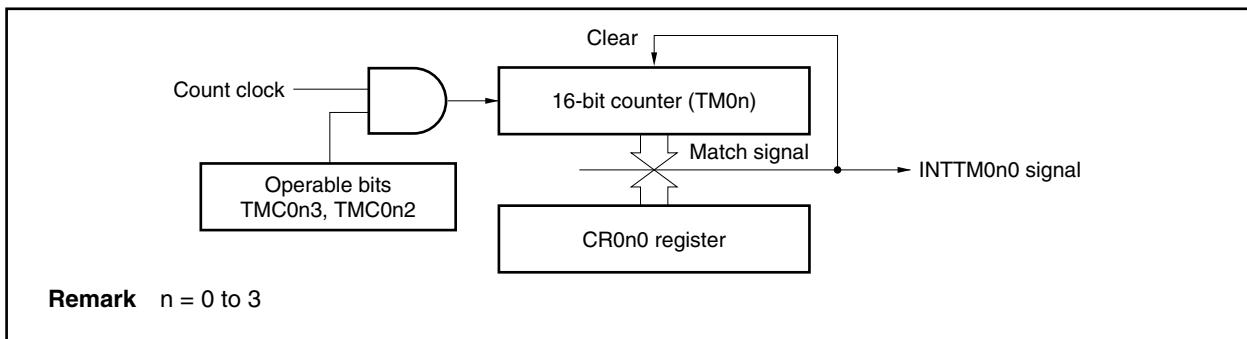 Clear
Count clock
16-bit counter (TM0n)
Match signal
INTTM0n0 signal
Operable bits
TMC0n3, TMC0n2
CR0n0 register
Remark n = 0 to 3